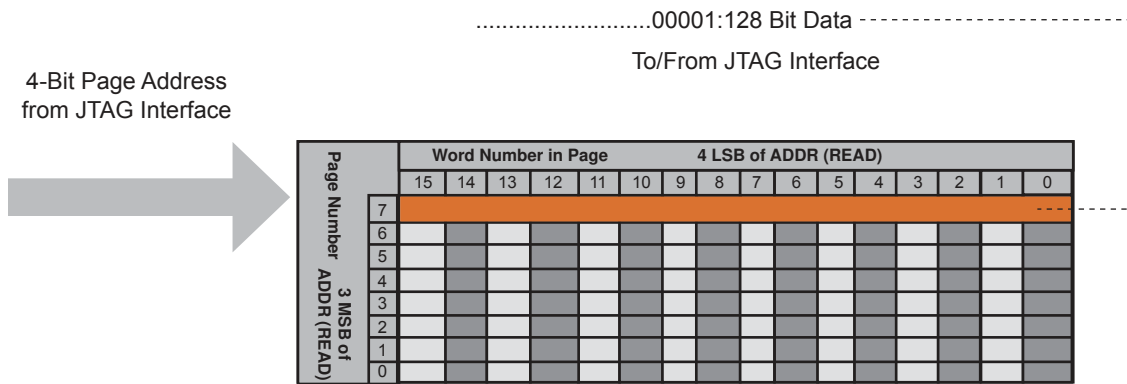 ...........................00001:128 Bit Data
To/From JTAG Interface
4-Bit Page Address
from JTAG Interface
Word Number in Page 4 LSB of ADDR (READ)
15 14 13 12 11 10 9 8 7 6 5 4 3 2 1 0
Page Number 3 MSB of
ADDR (READ)
7
6
5
4
3
2
1
0